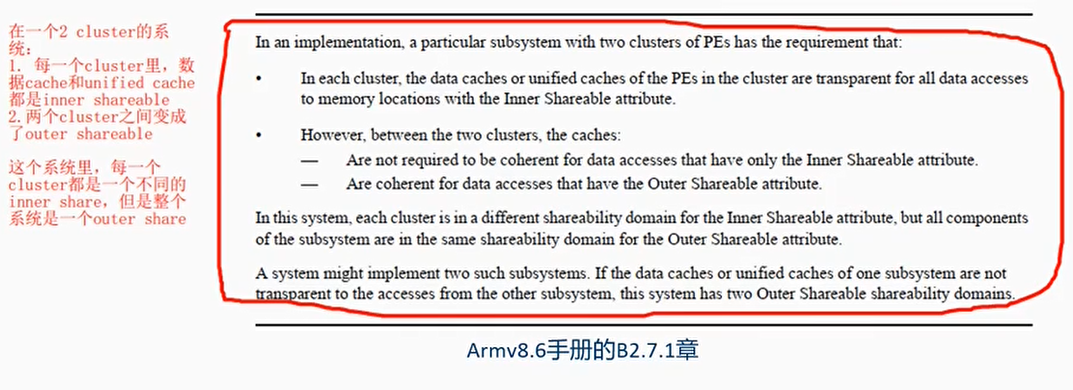 在一个2 cluster的系
统：
1. 每一个cluster里，数
据cache和unified cache
都是inner shareable
2.两个cluster之间变成
了outer shareable
这个系统里，每一个
cluster都是一个不同的
inner share，但是整个
系统是一个outer share
In an implementation, a particular subsystem with two clusters of PEs has the requirement that:
• In each cluster, the data caches or unified caches of the PEs in the cluster are transparent for all data accesses
to memory locations with the Inner Shareable attribute.
• However, between the two clusters, the caches:
— Are not required to be coherent for data accesses that have only the Inner Shareable attribute.
— Are coherent for data accesses that have the Outer Shareable attribute.
In this system, each cluster is in a different shareability domain for the Inner Shareable attribute, but all components
of the subsystem are in the same shareability domain for the Outer Shareable attribute.
A system might implement two such subsystems. If the data caches or unified caches of one subsystem are not
transparent to the accesses from the other subsystem, this system has two Outer Shareable shareability domains.
Armv8.6手册的B2.7.1章